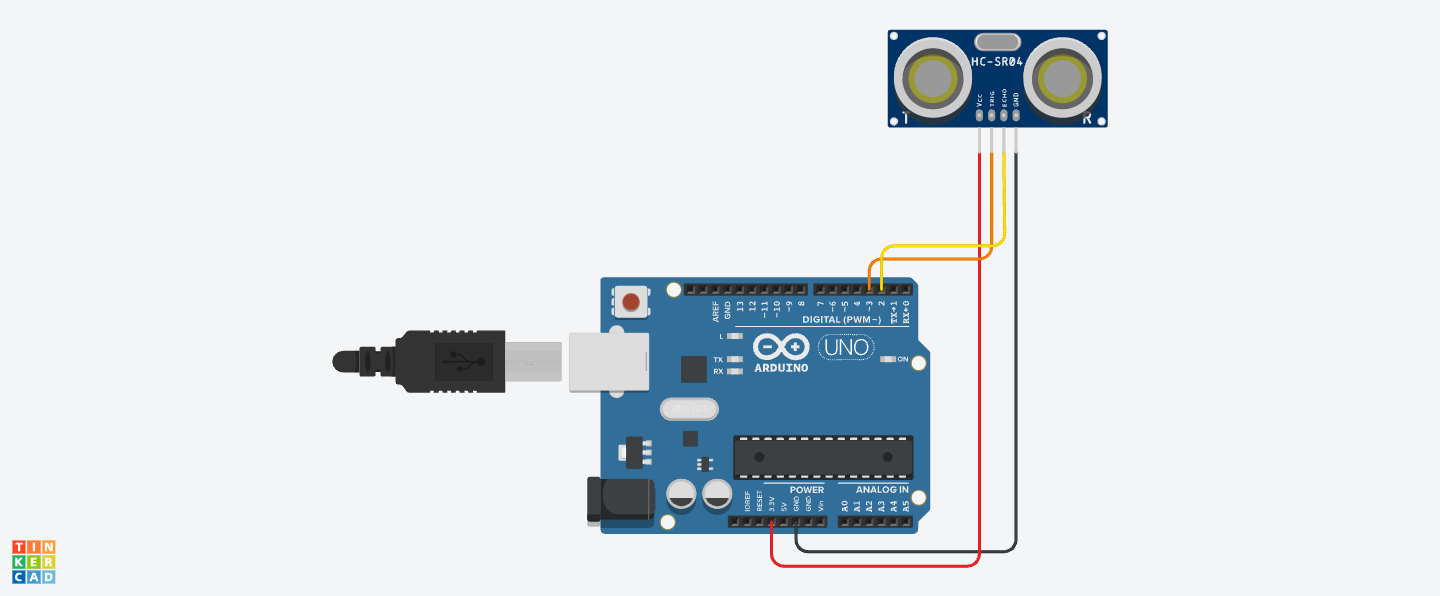 HC-SR04
VCC
TRIG
ECHO
GND
T
R
AREF
GND
13
12
~11
~10
~9
8
7
~6
~5
4
~3
2
TX→1
RX←0
DIGITAL (PWM~)
L
TX
RX
ARDUINO
UNO
ON
POWER
ANALOG IN
IOREF
RESET
3.3V
5V
GND
GND
Vin
A0
A1
A2
A3
A4
A5
TIN
KER
CAD